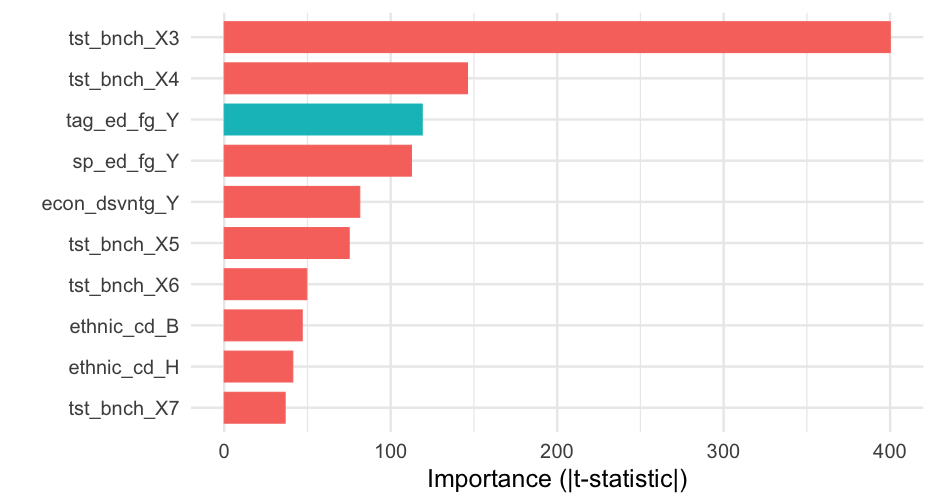 tst_bnch_X3
tst_bnch_X4
tag_ed_fg_Y
sp_ed_fg_Y
econ_dsvntg_Y
tst_bnch_X5
tst_bnch_X6
ethnic_cd_B
ethnic_cd_H
tst_bnch_X7
0 100 200 300 400
Importance (|t-statistic|)